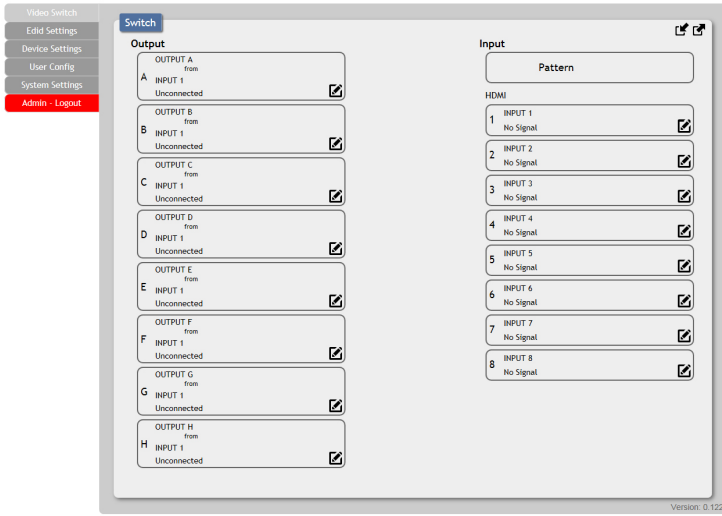 Video Switch
Edid Settings
Device Settings
User Config
System Settings
Admin - Logout
Switch
Output
OUTPUT A
from
A
INPUT 1
Unconnected
OUTPUT B
from
B
INPUT 1
Unconnected
OUTPUT C
from
C
INPUT 1
Unconnected
OUTPUT D
from
D
INPUT 1
Unconnected
OUTPUT E
from
E
INPUT 1
Unconnected
OUTPUT F
from
F
INPUT 1
Unconnected
OUTPUT G
from
G
INPUT 1
Unconnected
OUTPUT H
from
H
INPUT 1
Unconnected
Input
Pattern
HDMI
1
INPUT 1
No Signal
2
INPUT 2
No Signal
3
INPUT 3
No Signal
4
INPUT 4
No Signal
5
INPUT 5
No Signal
6
INPUT 6
No Signal
7
INPUT 7
No Signal
8
INPUT 8
No Signal
Version: 0.122